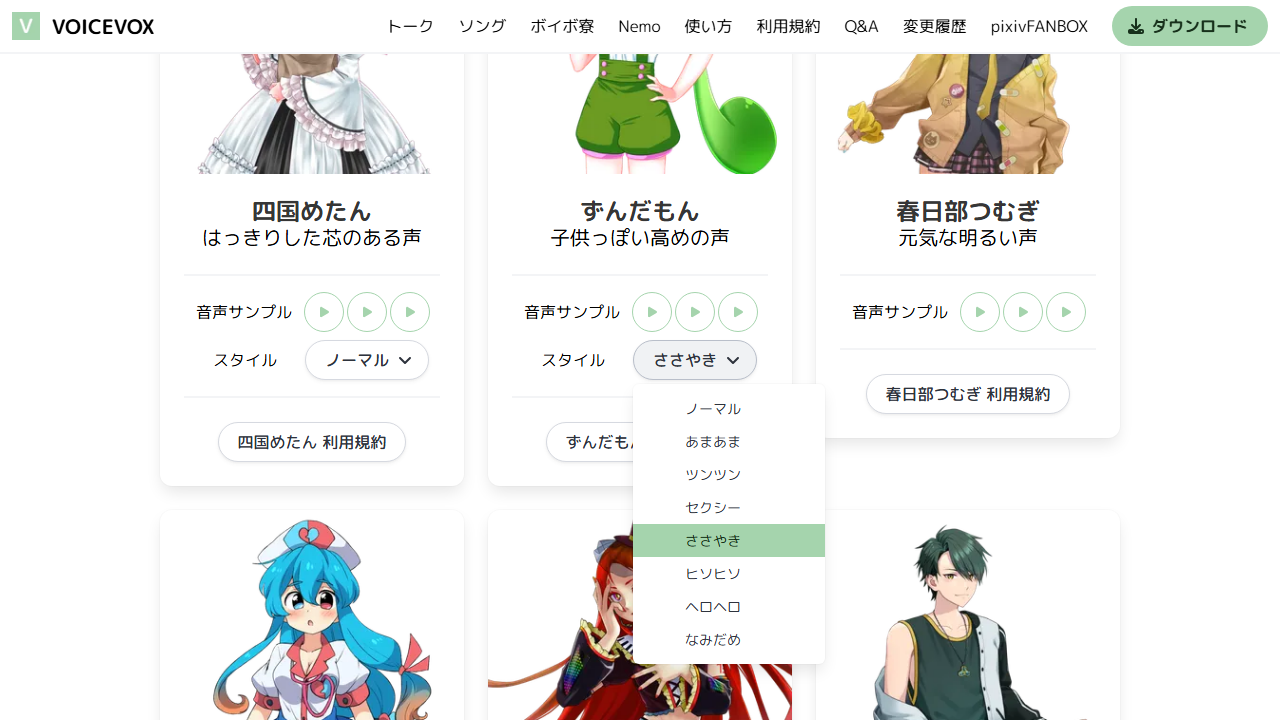 V VOICEVOX トーク ソング ボイボ寮 Nemo 使い方 利用規約 Q&A 変更履歴 pixivFANBOX ダウンロード
四国めたん
はっきりした芯のある声
音声サンプル
スタイル ノーマル
四国めたん 利用規約
ずんだもん
子供っぽい高めの声
音声サンプル
スタイル ささやき
ずんだもん
ノーマル
あまあま
ツンツン
セクシー
ささやき
ヒソヒソ
ヘロヘロ
なみだめ
春日部つむぎ
元気な明るい声
音声サンプル
春日部つむぎ 利用規約